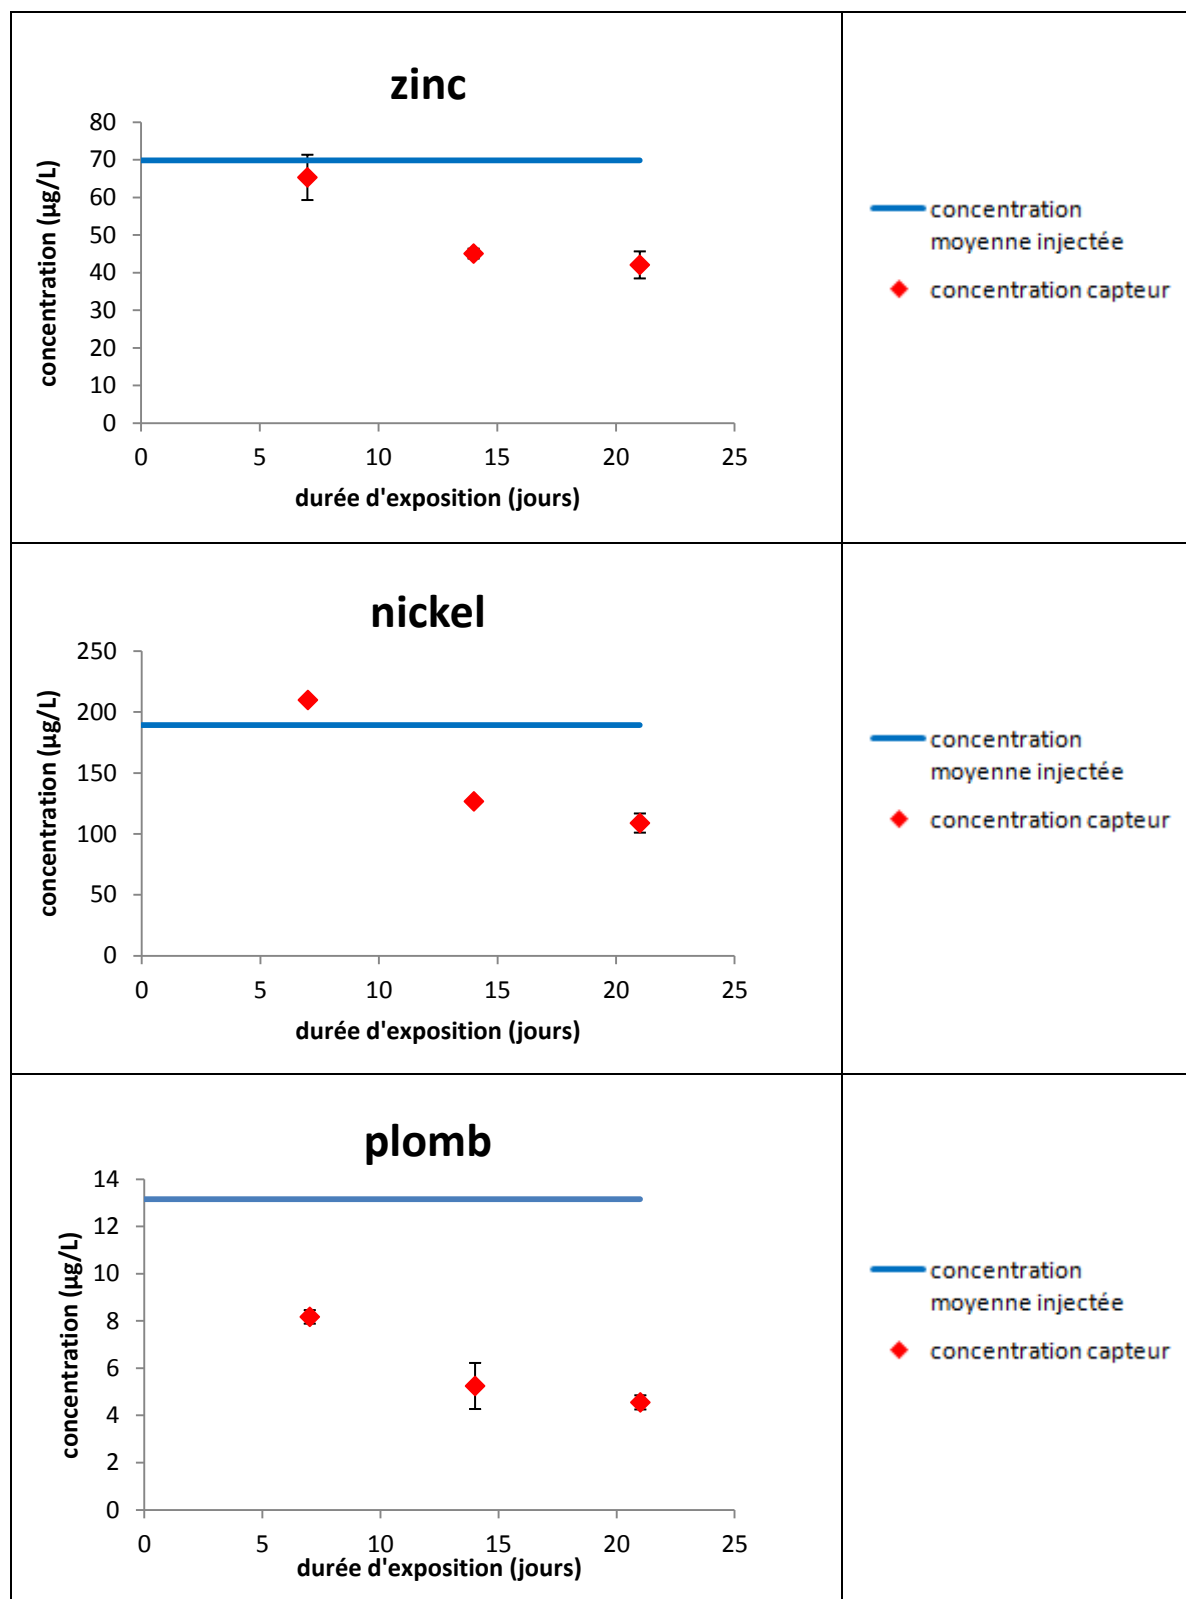 zinc
concentration (µg/L)
80
70
60
50
40
30
20
10
0
0 5 10 15 20 25
durée d'exposition (jours)
concentration
moyenne injectée
concentration capteur
nickel
concentration (µg/L)
250
200
150
100
50
0
0 5 10 15 20 25
durée d'exposition (jours)
concentration
moyenne injectée
concentration capteur
plomb
concentration (µg/L)
14
12
10
8
6
4
2
0
0 5 10 15 20 25
durée d'exposition (jours)
concentration
moyenne injectée
concentration capteur